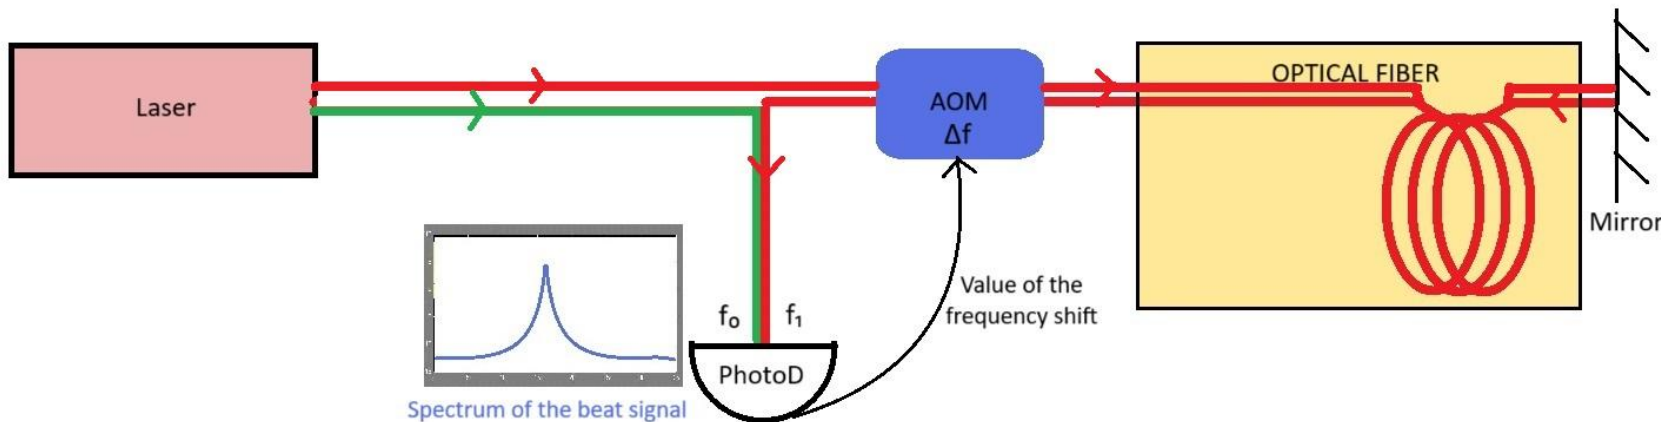 OPTICAL FIBER
Laser
AOM
Δf
Mirror
Value of the
frequency shift
f₀ f₁
PhotoD
Spectrum of the beat signal